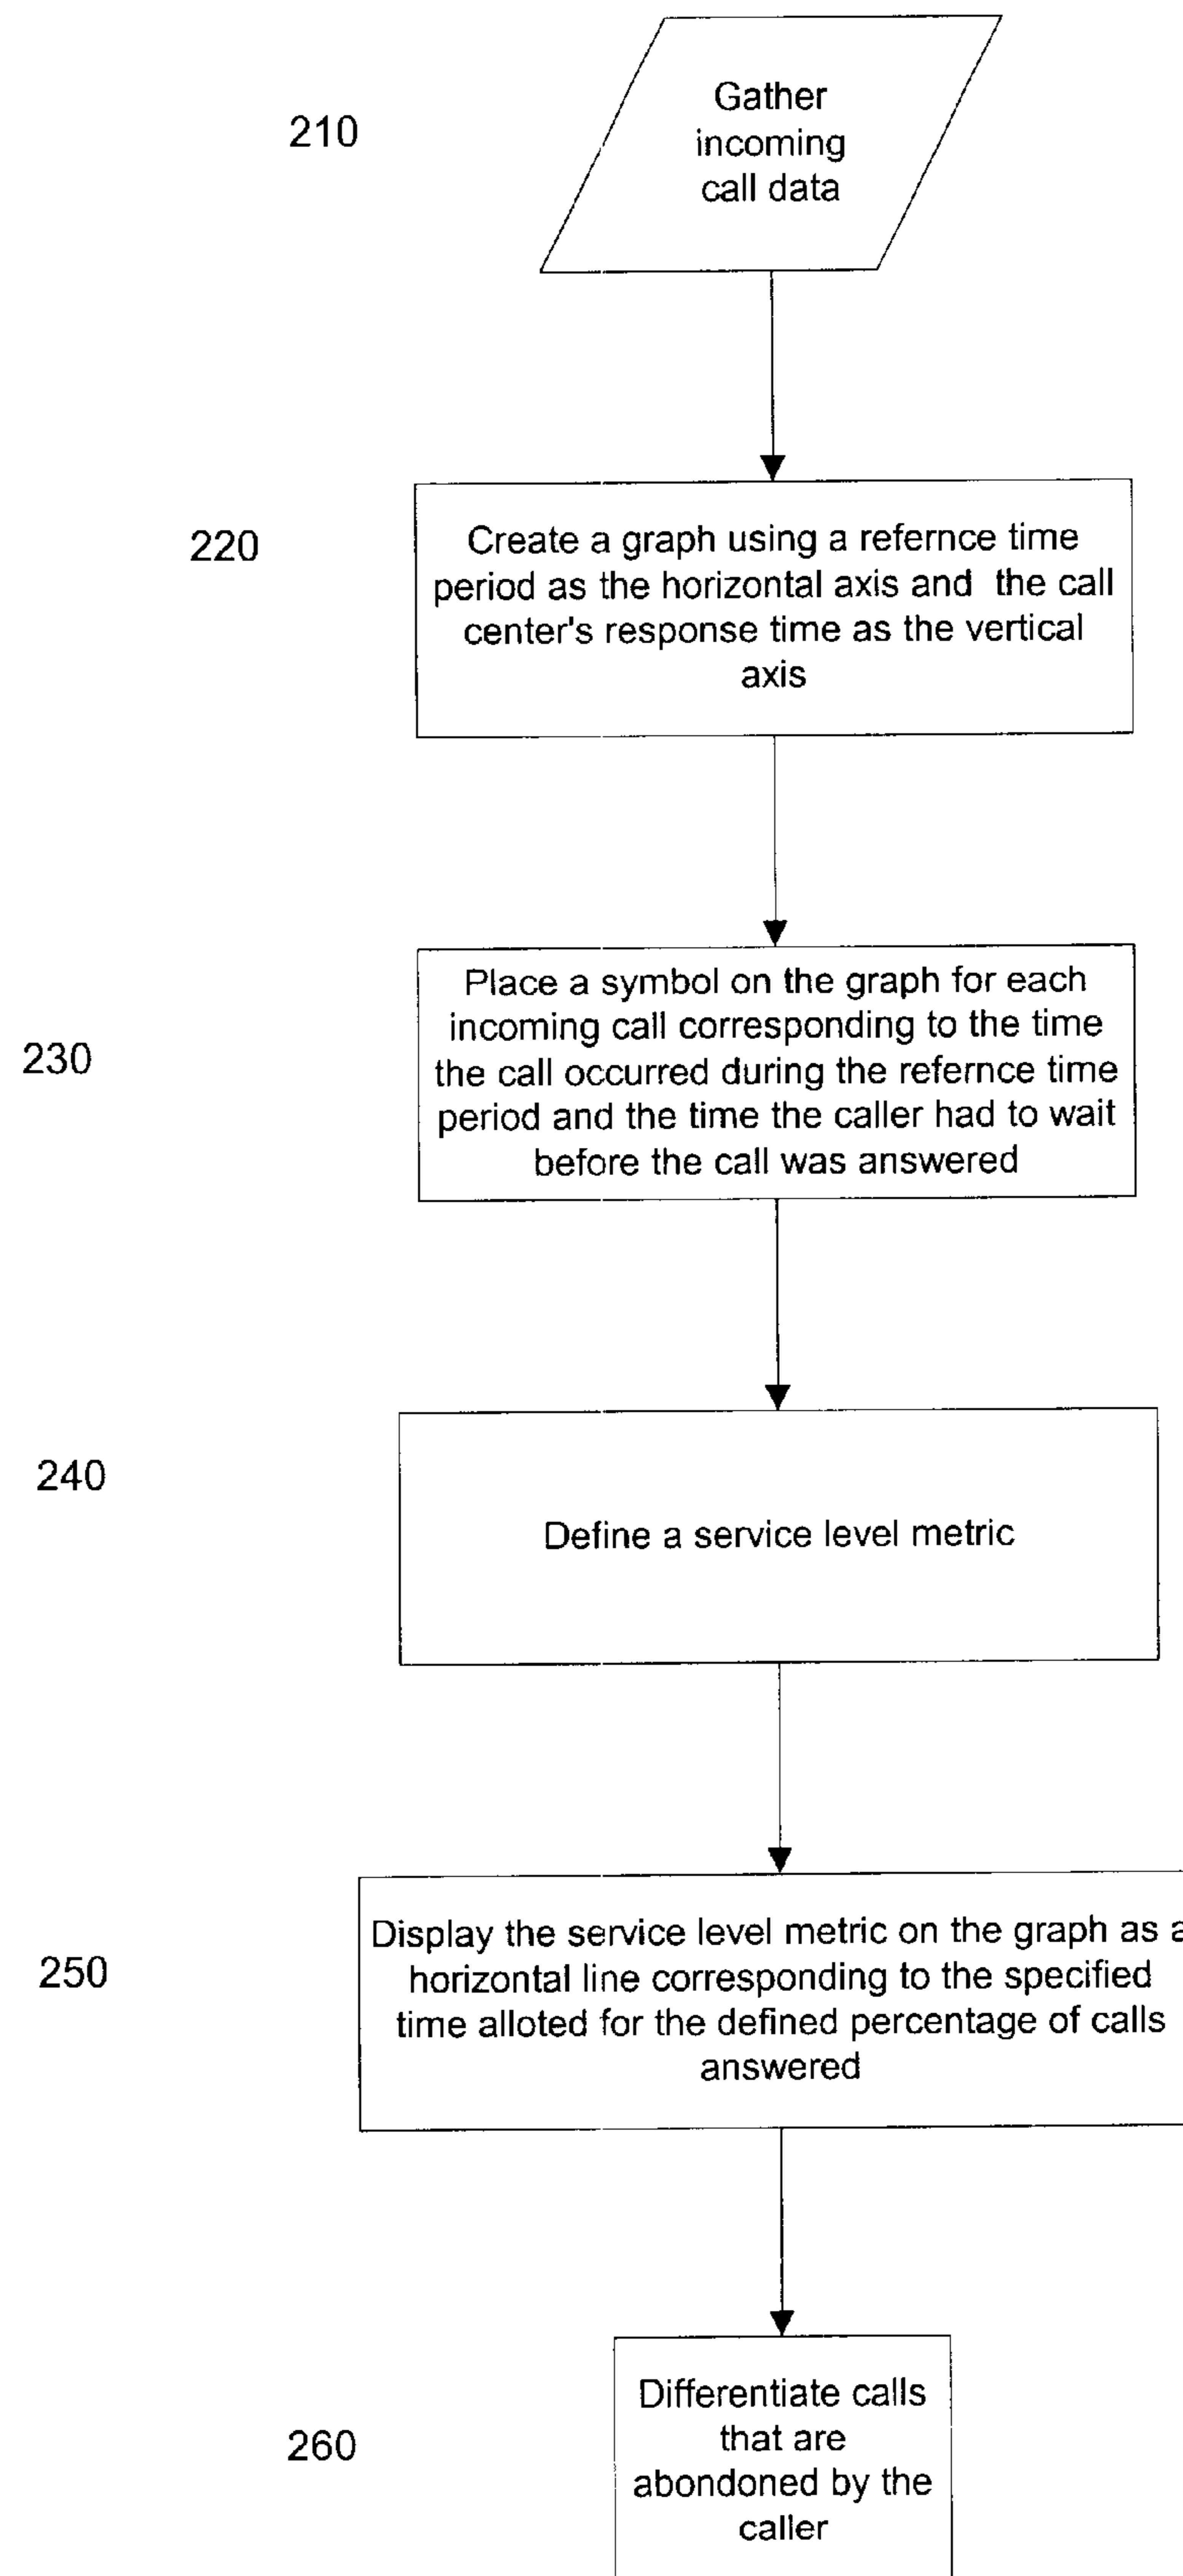 210
Gather
incoming
call data
220
Create a graph using a refernce time
period as the horizontal axis and the call
center's response time as the vertical
axis
230
Place a symbol on the graph for each
incoming call corresponding to the time
the call occurred during the refernce time
period and the time the caller had to wait
before the call was answered
240
Define a service level metric
250
Display the service level metric on the graph as a
horizontal line corresponding to the specified
time alloted for the defined percentage of calls
answered
260
Differentiate calls
that are
abondoned by the
caller